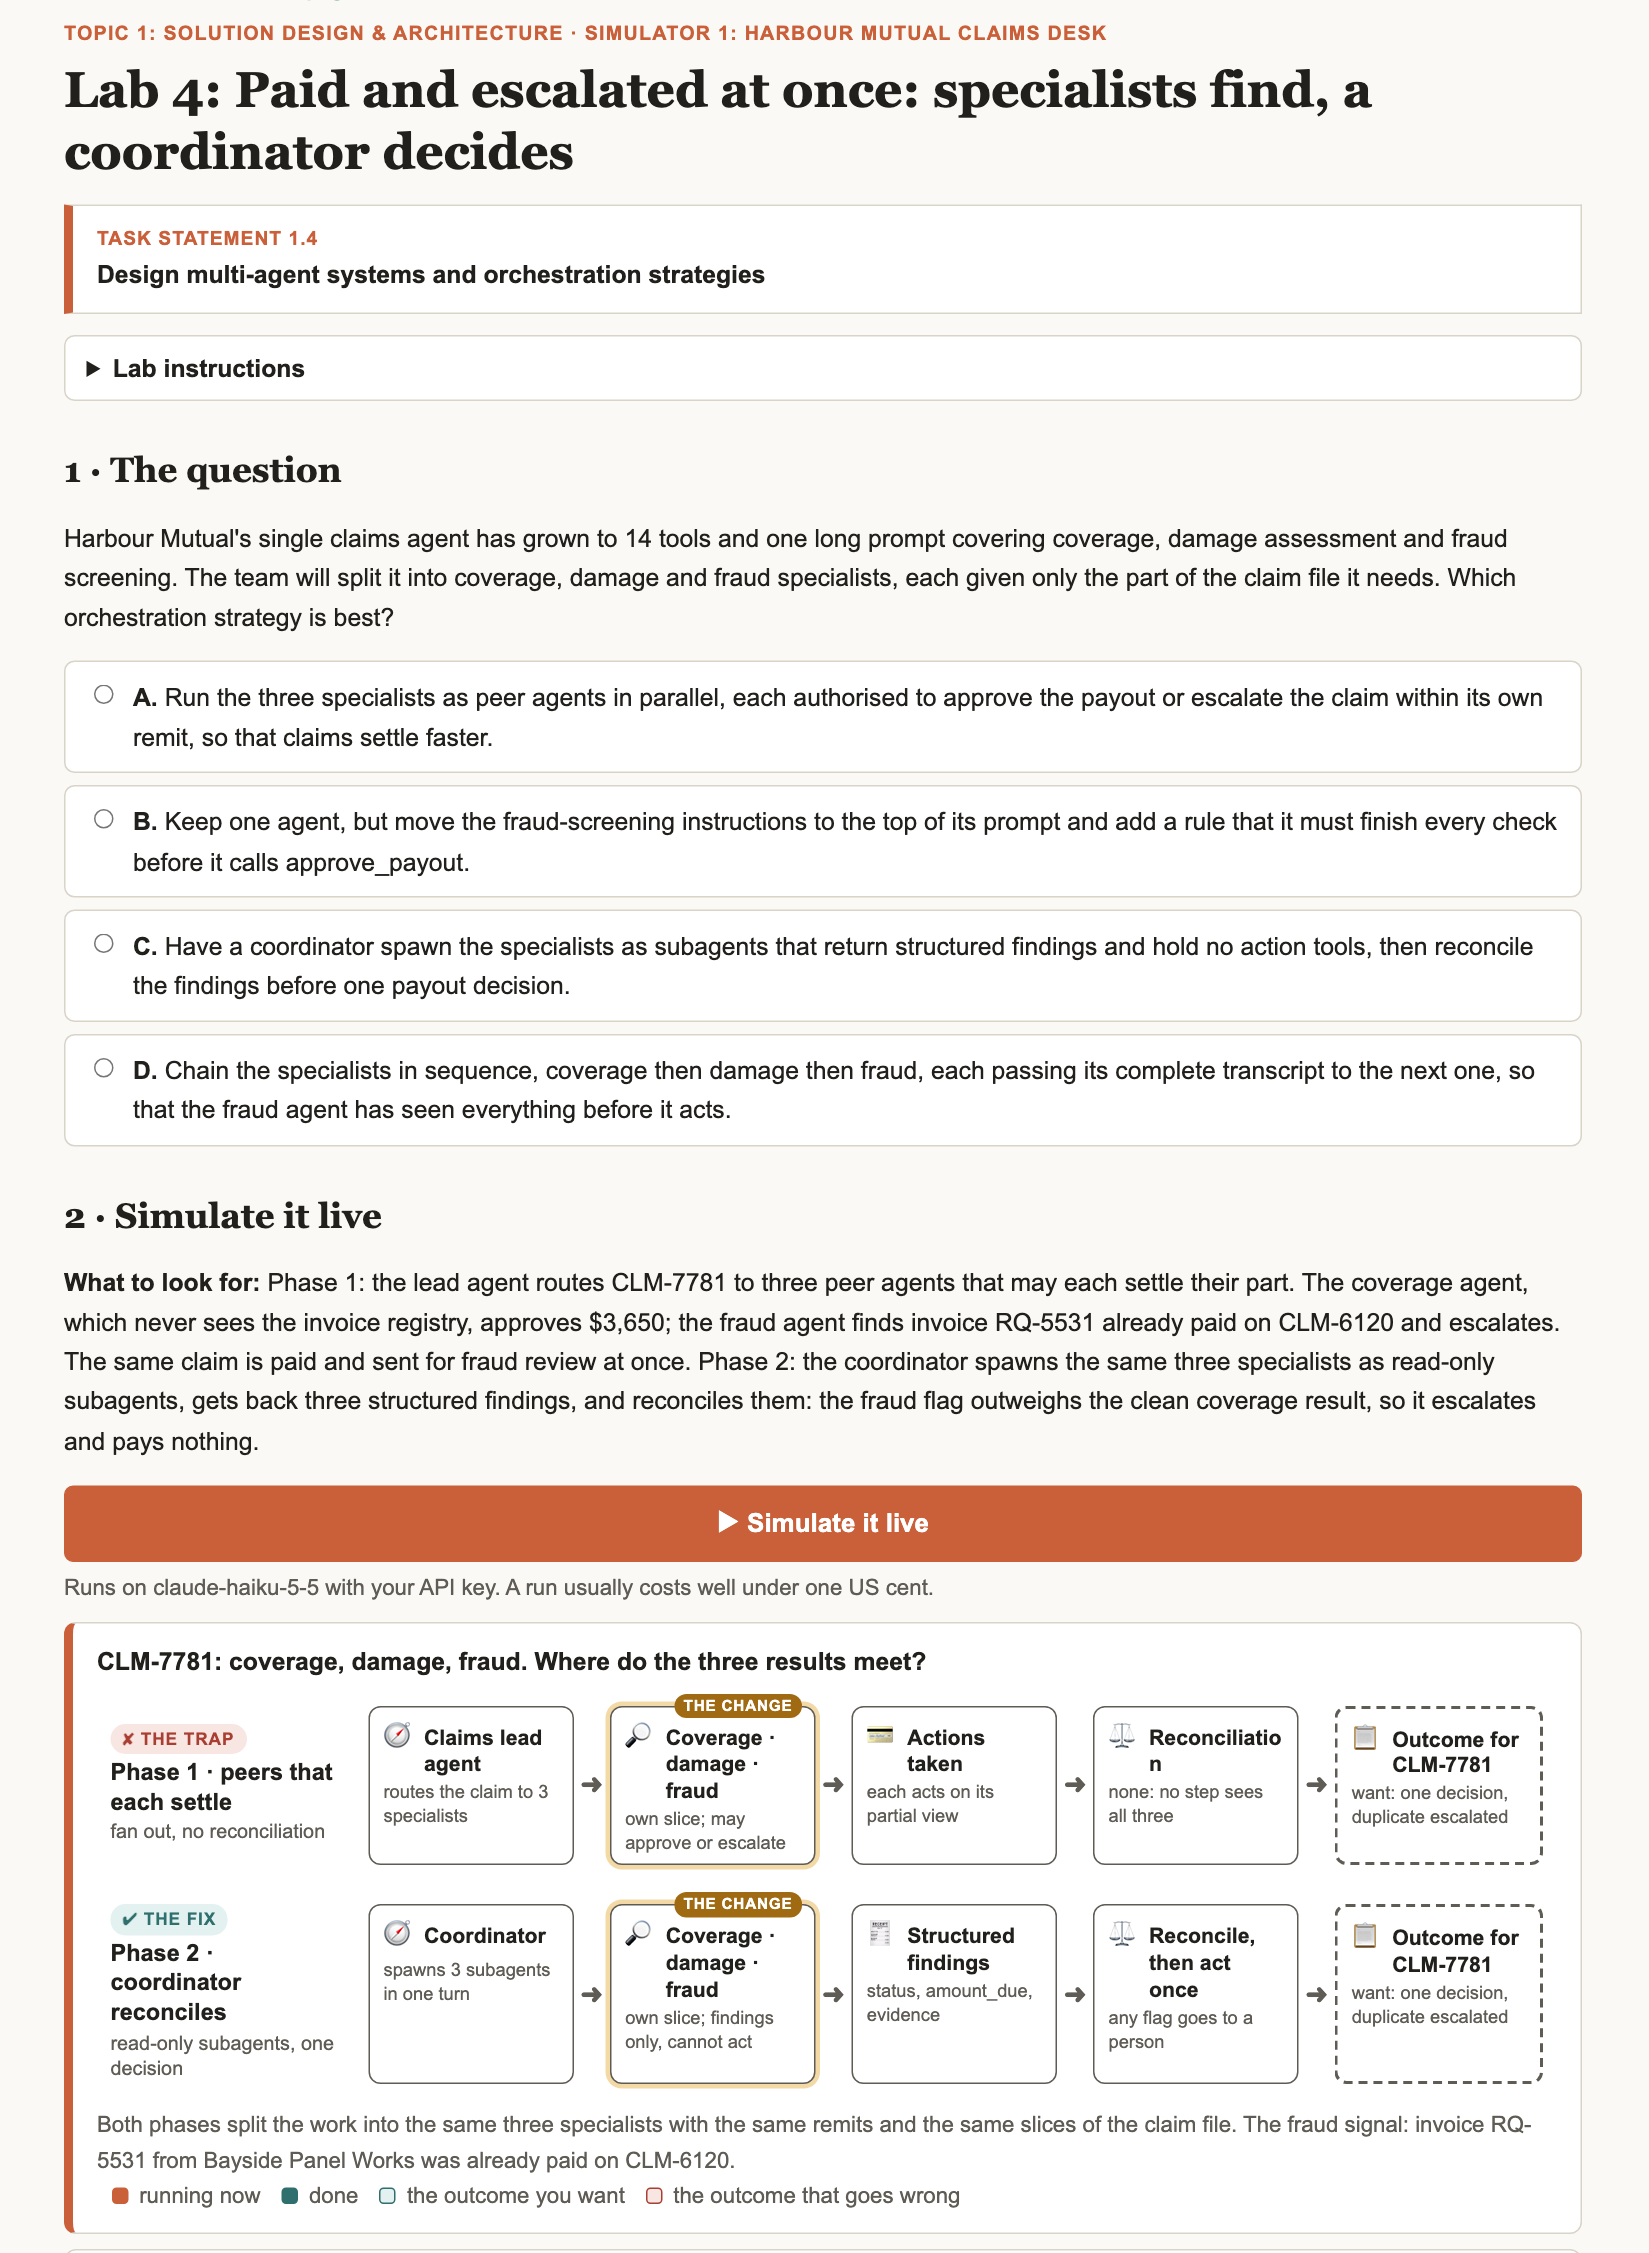 TOPIC 1: SOLUTION DESIGN & ARCHITECTURE · SIMULATOR 1: HARBOUR MUTUAL CLAIMS DESK
Lab 4: Paid and escalated at once: specialists find, a
coordinator decides
TASK STATEMENT 1.4
Design multi-agent systems and orchestration strategies
▶ Lab instructions
1 · The question
Harbour Mutual's single claims agent has grown to 14 tools and one long prompt covering coverage, damage assessment and fraud
screening. The team will split it into coverage, damage and fraud specialists, each given only the part of the claim file it needs. Which
orchestration strategy is best?
A. Run the three specialists as peer agents in parallel, each authorised to approve the payout or escalate the claim within its own
remit, so that claims settle faster.
B. Keep one agent, but move the fraud-screening instructions to the top of its prompt and add a rule that it must finish every check
before it calls approve_payout.
C. Have a coordinator spawn the specialists as subagents that return structured findings and hold no action tools, then reconcile
the findings before one payout decision.
D. Chain the specialists in sequence, coverage then damage then fraud, each passing its complete transcript to the next one, so
that the fraud agent has seen everything before it acts.
2 · Simulate it live
What to look for: Phase 1: the lead agent routes CLM-7781 to three peer agents that may each settle their part. The coverage agent,
which never sees the invoice registry, approves $3,650; the fraud agent finds invoice RQ-5531 already paid on CLM-6120 and escalates.
The same claim is paid and sent for fraud review at once. Phase 2: the coordinator spawns the same three specialists as read-only
subagents, gets back three structured findings, and reconciles them: the fraud flag outweighs the clean coverage result, so it escalates
and pays nothing.
▶ Simulate it live
Runs on claude-haiku-5-5 with your API key. A run usually costs well under one US cent.
CLM-7781: coverage, damage, fraud. Where do the three results meet?
✘ THE TRAP
Phase 1 · peers that
each settle
fan out, no reconciliation
Claims lead
agent
routes the claim to 3
specialists
THE CHANGE
Coverage ·
damage ·
fraud
own slice; may
approve or escalate
Actions
taken
each acts on its
partial view
Reconciliatio
n
none: no step sees
all three
Outcome for
CLM-7781
want: one decision,
duplicate escalated
✔ THE FIX
Phase 2 ·
coordinator
reconciles
read-only subagents, one
decision
Coordinator
spawns 3 subagents
in one turn
THE CHANGE
Coverage ·
damage ·
fraud
own slice; findings
only, cannot act
Structured
findings
status, amount_due,
evidence
Reconcile,
then act
once
any flag goes to a
person
Outcome for
CLM-7781
want: one decision,
duplicate escalated
Both phases split the work into the same three specialists with the same remits and the same slices of the claim file. The fraud signal: invoice RQ-
5531 from Bayside Panel Works was already paid on CLM-6120.
running now
done
the outcome you want
the outcome that goes wrong